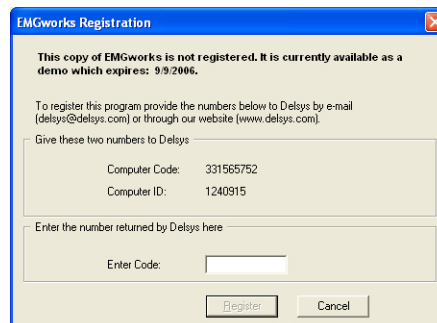 EMGworks Registration
This copy of EMGworks is not registered. It is currently available as a
demo which expires: 9/9/2006.
To register this program provide the numbers below to Delsys by e-mail
(delsys@delsys.com) or through our website (www.delsys.com).
Give these two numbers to Delsys
Computer Code: 331565752
Computer ID: 1240915
Enter the number returned by Delsys here
Enter Code:
Register Cancel